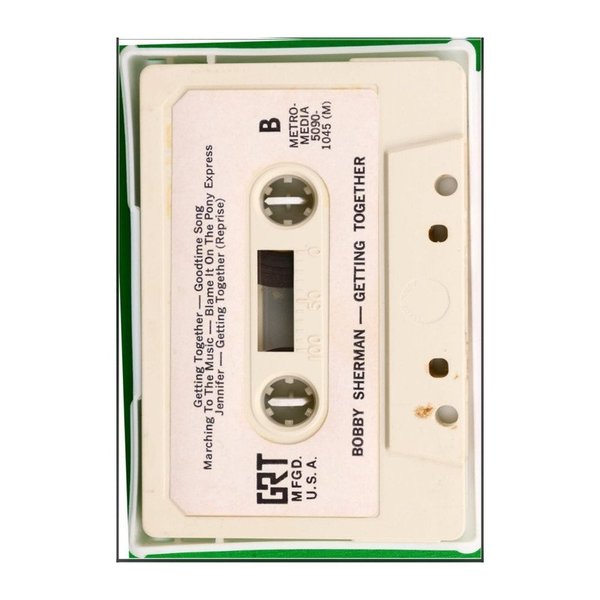 Getting Together — Goodtime Song
Marching To The Music — Blame It On The Pony Express
Jennifer — Getting Together (Reprise)
B
METRO-
MEDIA
5090-
1045 (M)
100 50 0
GRT
MFGD.
U.S.A.
BOBBY SHERMAN — GETTING TOGETHER